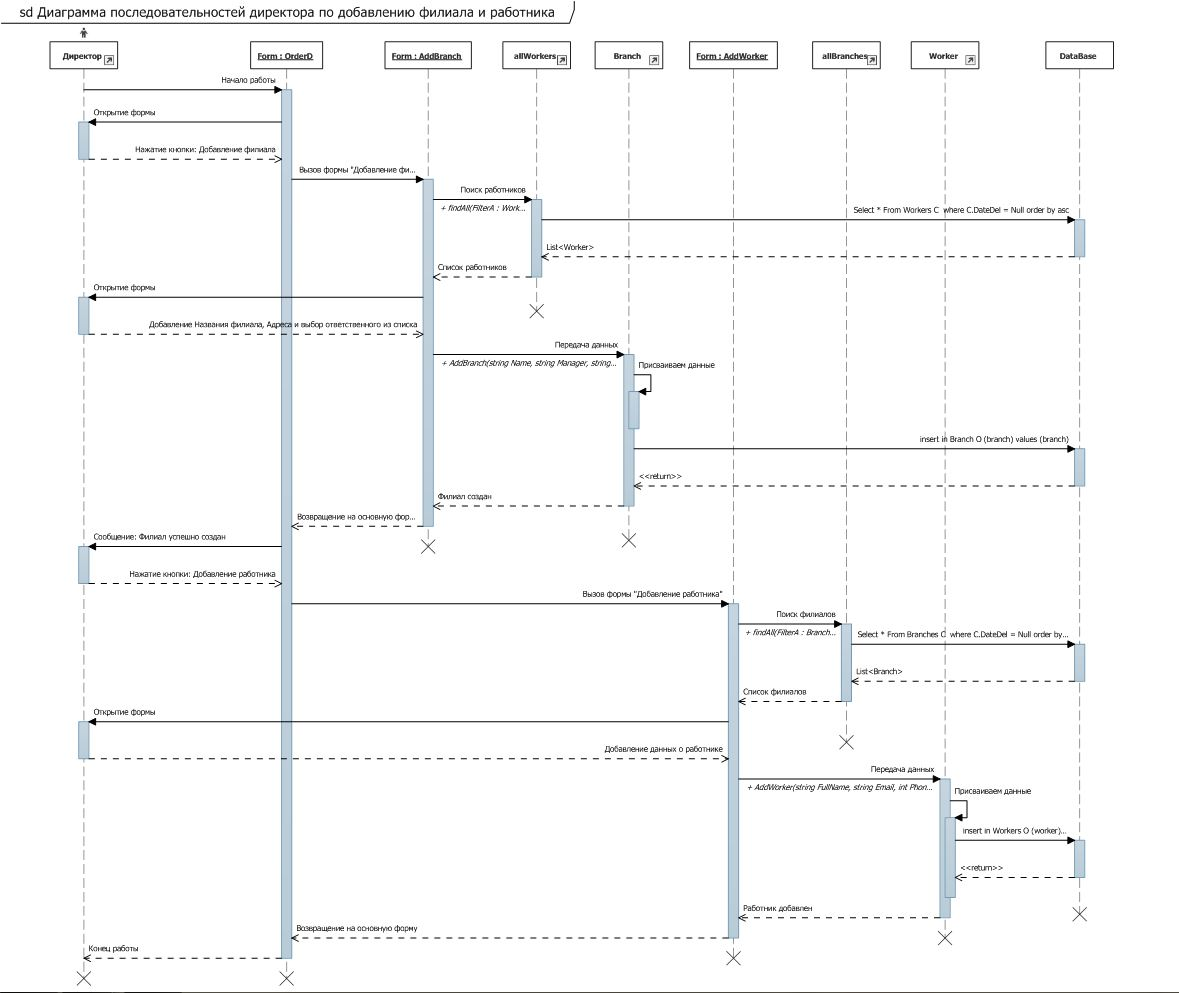 sd Диаграмма последовательностей директора по добавлению филиала и работника
Директор
Form : OrderD
Form : AddBranch
allWorkers
Branch
Form : AddWorker
allBranches
Worker
DataBase
Начало работы
Открытие формы
Нажатие кнопки: Добавление филиала
Вызов формы "Добавление фи...
Поиск работников
+ findAll(FilterA : Work...
Select * From Workers C where C.DateDel = Null order by asc
List<Worker>
Список работников
Открытие формы
Добавление Названия филиала, Адреса и выбор ответственного из списка
Передача данных
+ AddBranch(string Name, string Manager, string...
Присваиваем данные
insert in Branch O (branch) values (branch)
<<return>>
Филиал создан
Возвращение на основную фор...
Сообщение: Филиал успешно создан
Нажатие кнопки: Добавление работника
Вызов формы "Добавление работника"
Поиск филиалов
+ findAll(FilterA : Branch...
Select * From Branches C where C.DateDel = Null order by...
List<Branch>
Список филиалов
Открытие формы
Добавление данных о работнике
Передача данных
+ AddWorker(string FullName, string Email, int Phon...
Присваиваем данные
insert in Workers O (worker)...
<<return>>
Работник добавлен
Возвращение на основную форму
Конец работы